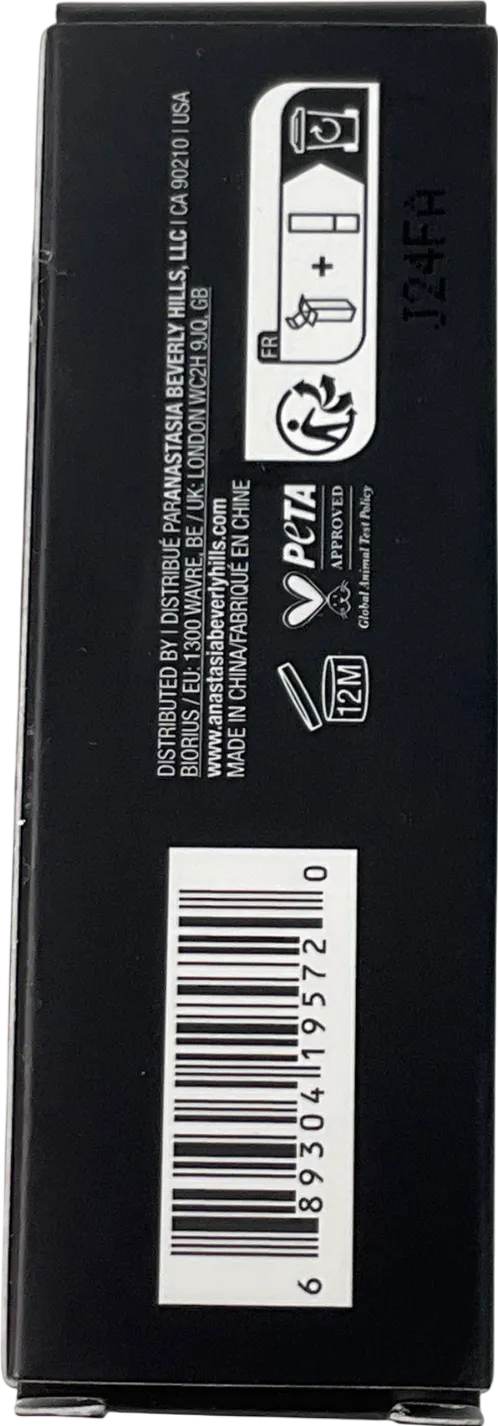 DISTRIBUTED BY | DISTRIBUÉ PAR ANASTASIA BEVERLY HILLS, LLC | CA 90210 | USA
BIORIUS / EU: 1300 WAVRE, BE / UK: LONDON WC2H 9JQ, GB
www.anastasiabeverlyhills.com
MADE IN CHINA/FABRIQUÉ EN CHINE
12M
PETA
APPROVED
Global Animal Test Policy
FR
+
J24FA
6 89304 19572 0